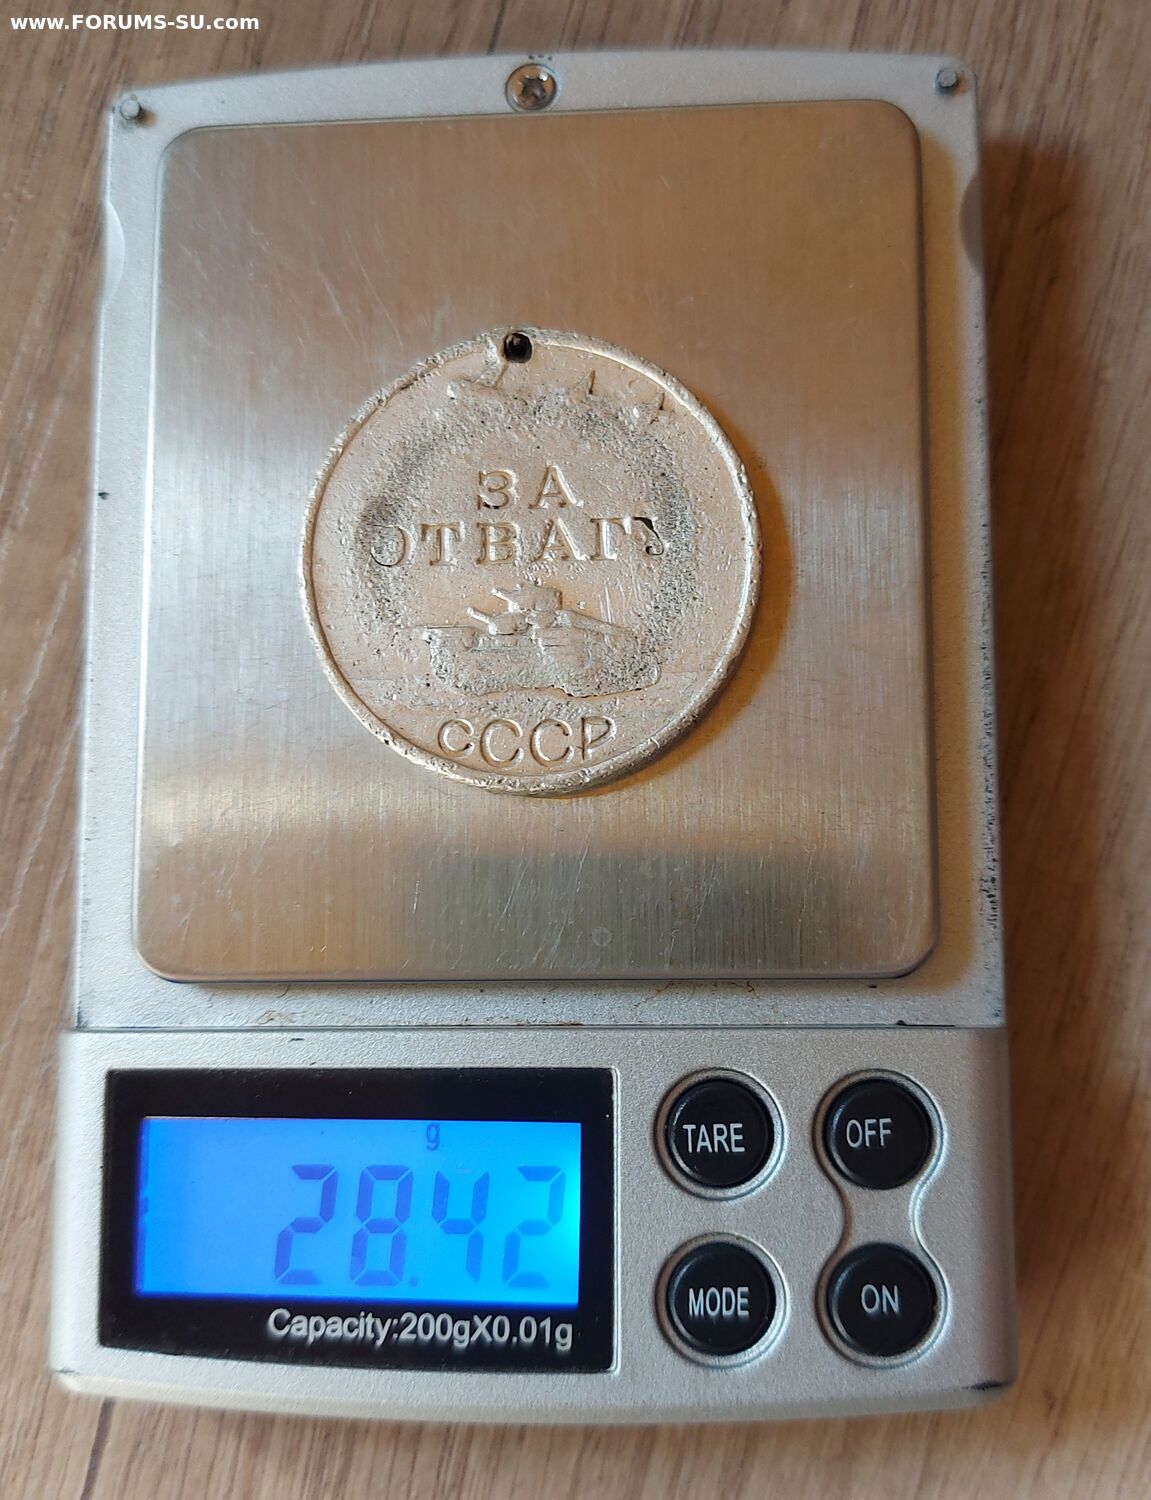 www.FORUMS-SU.com
ЗА
ОТВАГУ
СССР
g
28.42
Capacity:200gX0.01g
TARE
OFF
MODE
ON